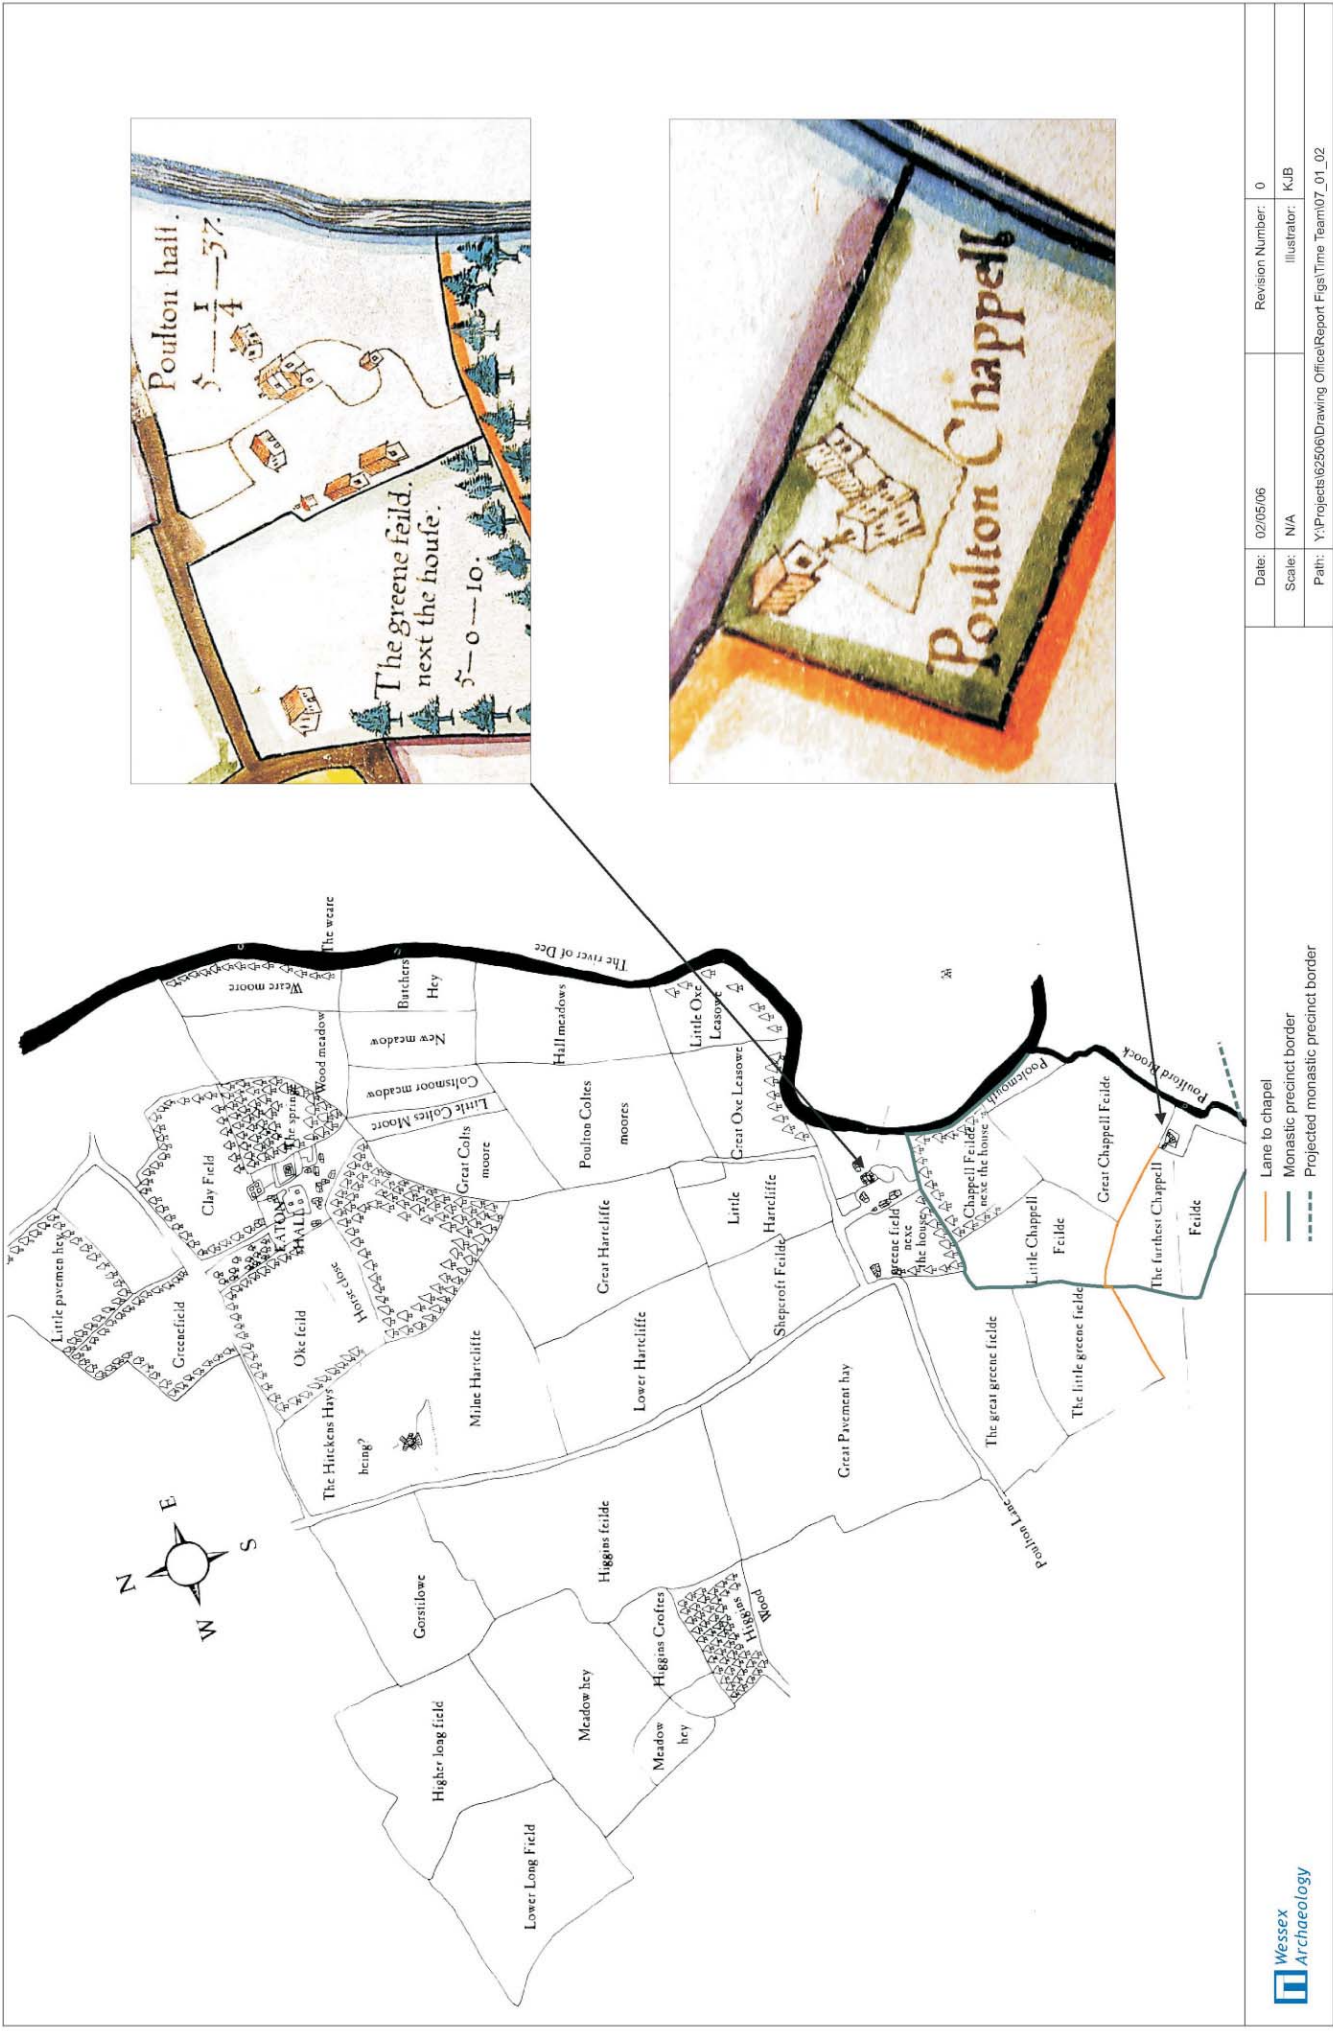 Poulton hall.
5—1/4—37.
The greene feild.
next the house.
5—0—10.
Poulton Chappell
Little pavemen hey
Greenefield
Clay Field
The springe
EATON
HALL
Oke feild
Horse close
Wood meadow
Weare moore
The weare
Butchers
Hey
New meadow
Coltsmoor meadow
Little Coltes Moore
Great Colts
moore
The river of Dee
Hall meadows
Poulton Coltes
moores
Little Oxe
Leasowe
Great Oxe Leasowe
The Hitckens Hays
heing?
Milne Hartcliffe
Great Hartcliffe
Lower Hartcliffe
Little
Hartcliffe
Shepcroft Feilde
N
E
S
W
Gorstilowe
Higgins feilde
Higher long field
Lower Long Field
Meadow hey
Meadow
hey
Higgins Croftes
Higgins
Wood
Great Pavement hay
Poulton Lane
greene field
nexe
the house
Chappell Feilde
nexe the house
Poolemouth
The great greene fielde
The little greene fielde
Little Chappell
Feilde
Great Chappell Feilde
The furthest Chappell
Feilde
Poulford Broock
Lane to chapel
Monastic precinct border
Projected monastic precinct border
Wessex
Archaeology
Date: 02/05/06
Revision Number: 0
Scale: N/A
Illustrator: KJB
Path: Y:\Projects\62506\Drawing Office\Report Figs\Time Team\07_01_02